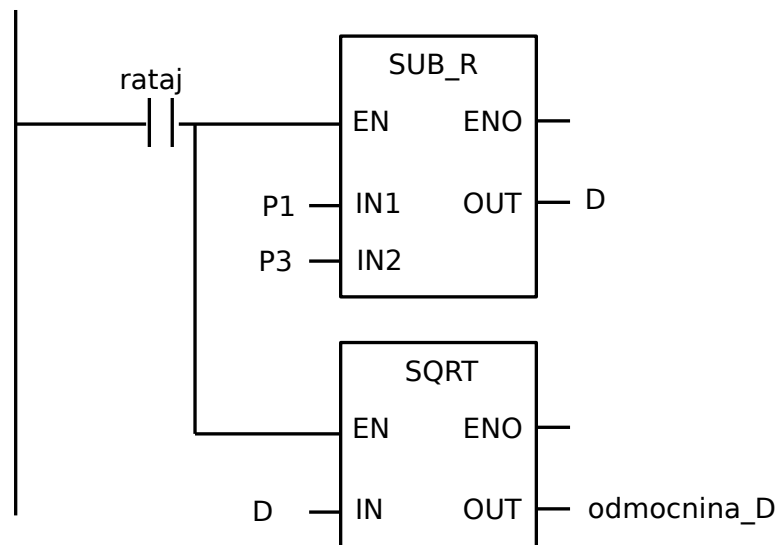 rataj
SUB_R
EN ENO
P1 IN1 OUT D
P3 IN2
SQRT
EN ENO
D IN OUT odmocnina_D